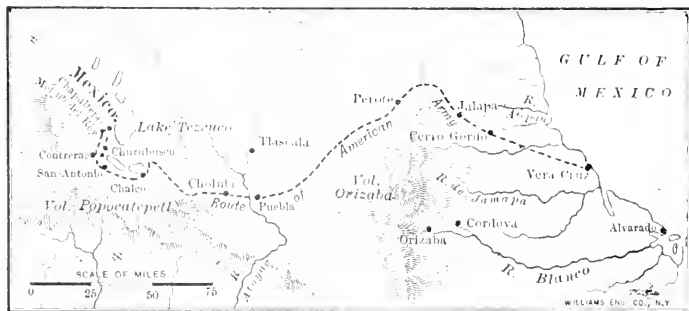 GULF OF
MEXICO
Mexico
Chapultepec
Molino del Rey
Lake Tezcuco
Contreras
Churubusco
San-Antonio
Chalco
Vol. Popocatepetl
Tlascala
Cholula
Puebla
Route of American Army
Perote
Jalapa
Cerro Gordo
Vera Cruz
Vol.
Orizaba
R. de Jamapa
Orizaba
Cordova
Alvarado
R. Blanco
R. Atoyac
SCALE OF MILES
0 25 50 75
WILLIAMS ENG. CO., N.Y